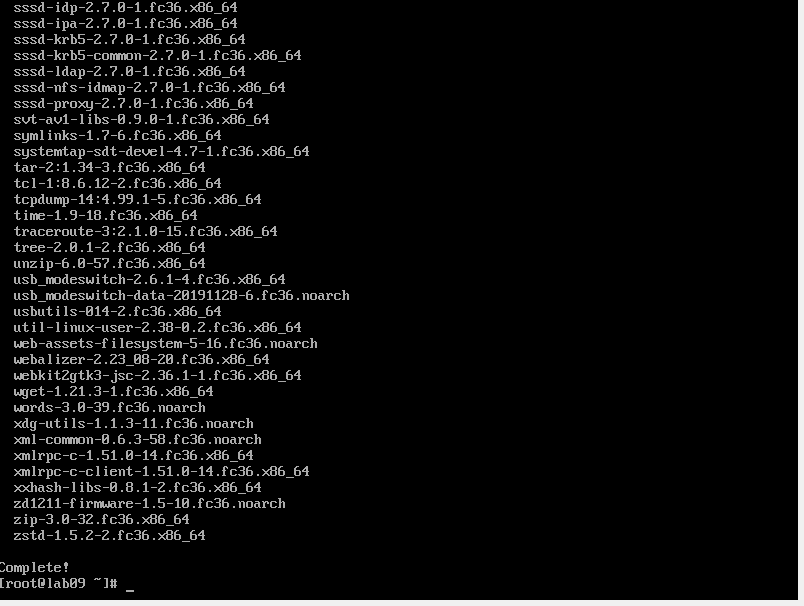 sssd-idp-2.7.0-1.fc36.x86_64
sssd-ipa-2.7.0-1.fc36.x86_64
sssd-krb5-2.7.0-1.fc36.x86_64
sssd-krb5-common-2.7.0-1.fc36.x86_64
sssd-ldap-2.7.0-1.fc36.x86_64
sssd-nfs-idmap-2.7.0-1.fc36.x86_64
sssd-proxy-2.7.0-1.fc36.x86_64
svt-av1-libs-0.9.0-1.fc36.x86_64
symlinks-1.7-6.fc36.x86_64
systemtap-sdt-devel-4.7-1.fc36.x86_64
tar-2:1.34-3.fc36.x86_64
tcl-1:8.6.12-2.fc36.x86_64
tcpdump-14:4.99.1-5.fc36.x86_64
time-1.9-18.fc36.x86_64
traceroute-3:2.1.0-15.fc36.x86_64
tree-2.0.1-2.fc36.x86_64
unzip-6.0-57.fc36.x86_64
usb_modeswitch-2.6.1-4.fc36.x86_64
usb_modeswitch-data-20191128-6.fc36.noarch
usbutils-014-2.fc36.x86_64
util-linux-user-2.38-0.2.fc36.x86_64
web-assets-filesystem-5-16.fc36.noarch
webalizer-2.23_08-20.fc36.x86_64
webkit2gtk3-jsc-2.36.1-1.fc36.x86_64
wget-1.21.3-1.fc36.x86_64
words-3.0-39.fc36.noarch
xdg-utils-1.1.3-11.fc36.noarch
xml-common-0.6.3-58.fc36.noarch
xmlrpc-c-1.51.0-14.fc36.x86_64
xmlrpc-c-client-1.51.0-14.fc36.x86_64
xxhash-libs-0.8.1-2.fc36.x86_64
zd1211-firmware-1.5-10.fc36.noarch
zip-3.0-32.fc36.x86_64
zstd-1.5.2-2.fc36.x86_64
Complete!
[root@lab09 ~]# _